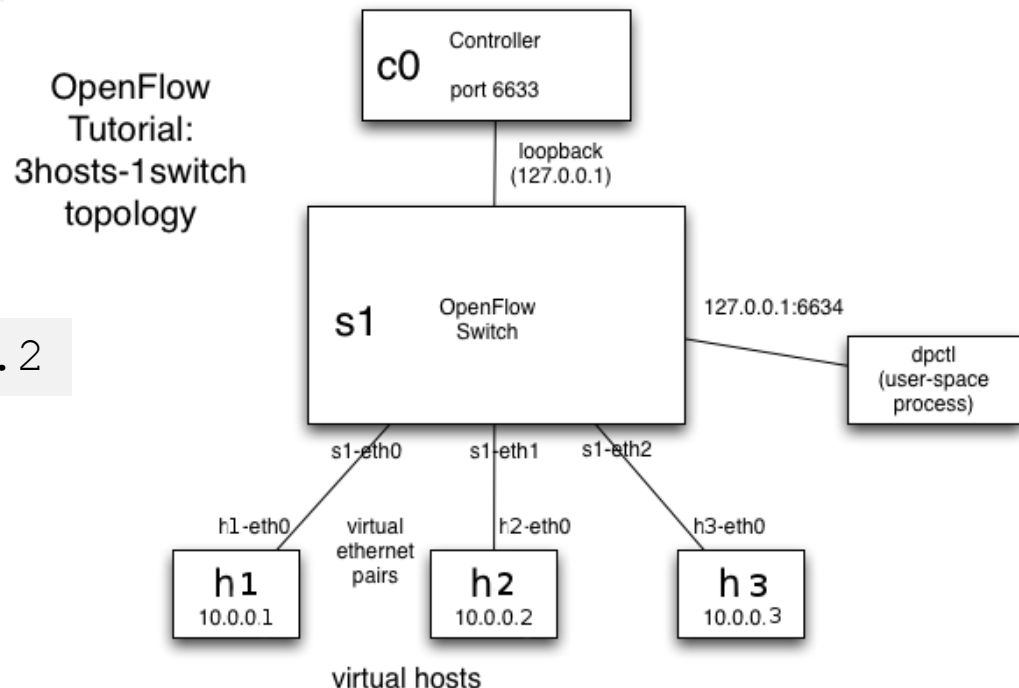 OpenFlow
Tutorial:
3hosts-1switch
topology
c0
Controller
port 6633
loopback
(127.0.0.1)
s1
OpenFlow
Switch
127.0.0.1:6634
dpctl
(user-space
process)
.2
s1-eth0
s1-eth1
s1-eth2
h1-eth0
virtual
ethernet
pairs
h2-eth0
h3-eth0
h1
10.0.0.1
h2
10.0.0.2
h3
10.0.0.3
virtual hosts